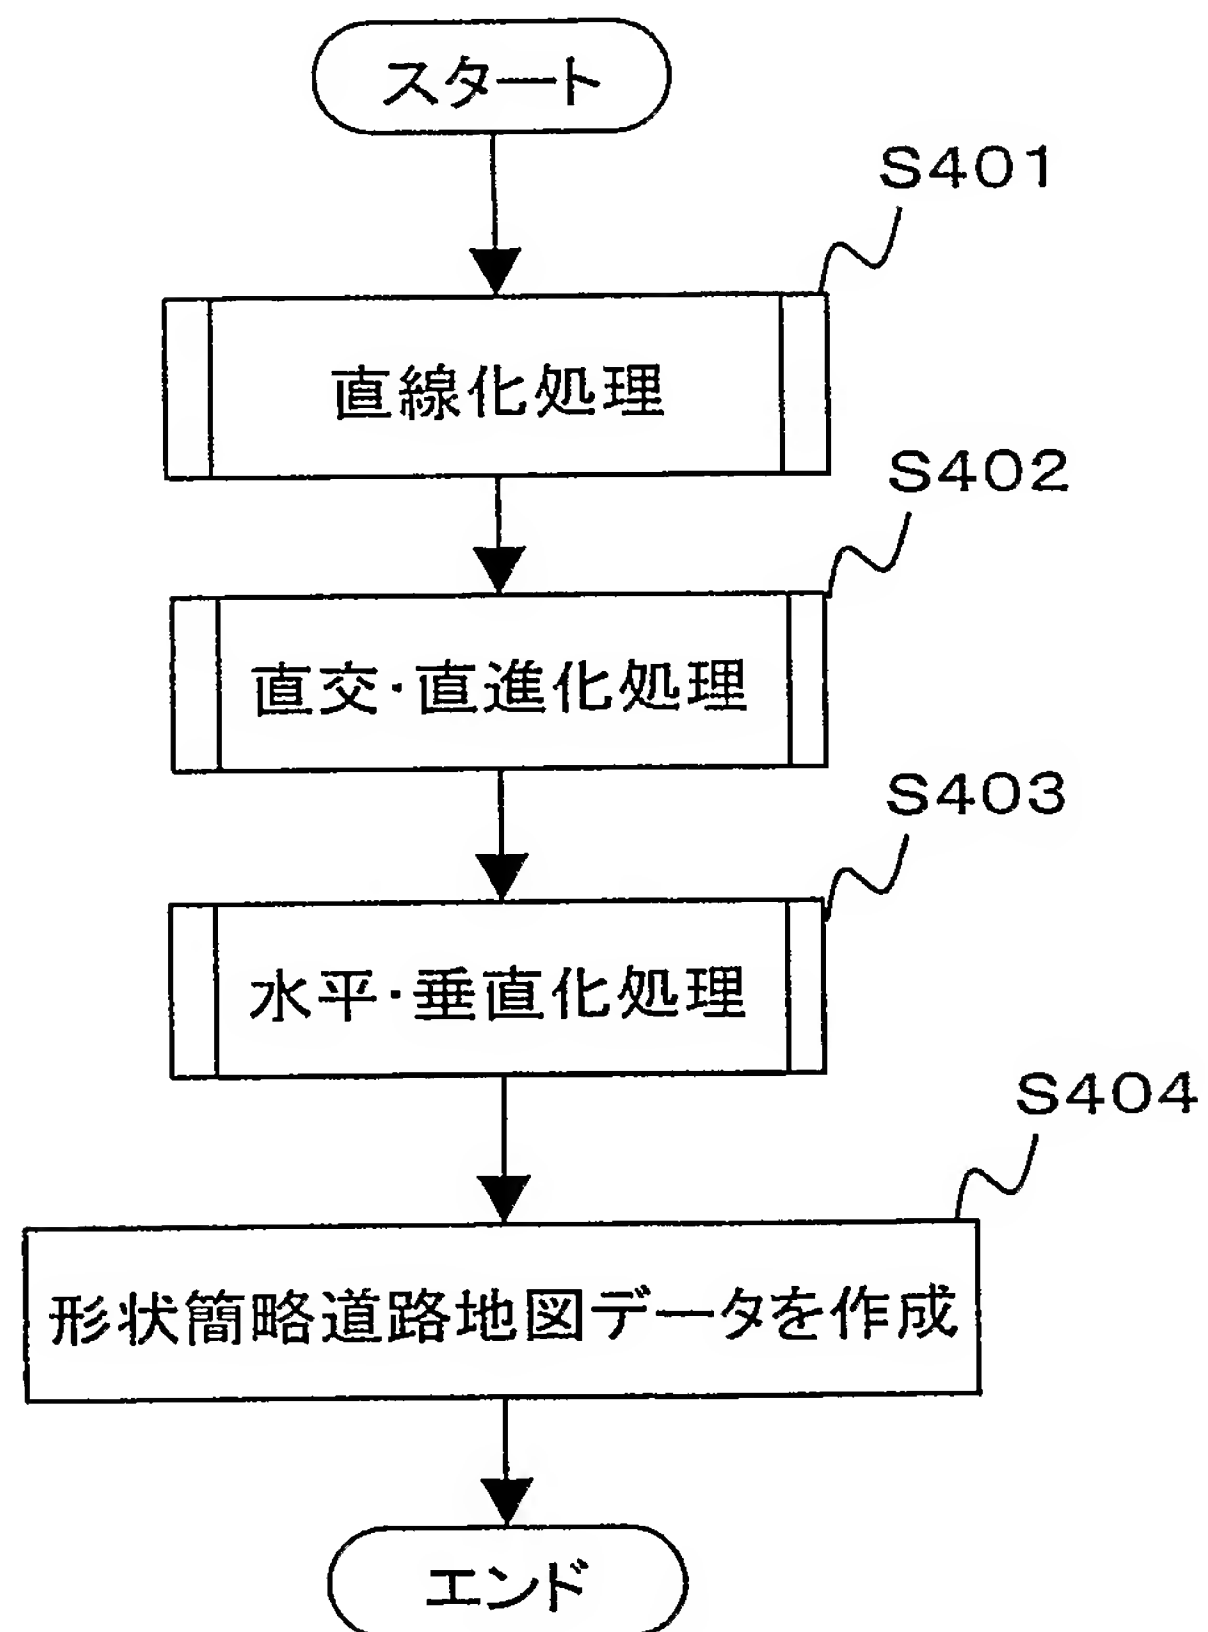 スタート
S401
直線化処理
S402
直交・直進化処理
S403
水平・垂直化処理
S404
形状簡略道路地図データを作成
エンド